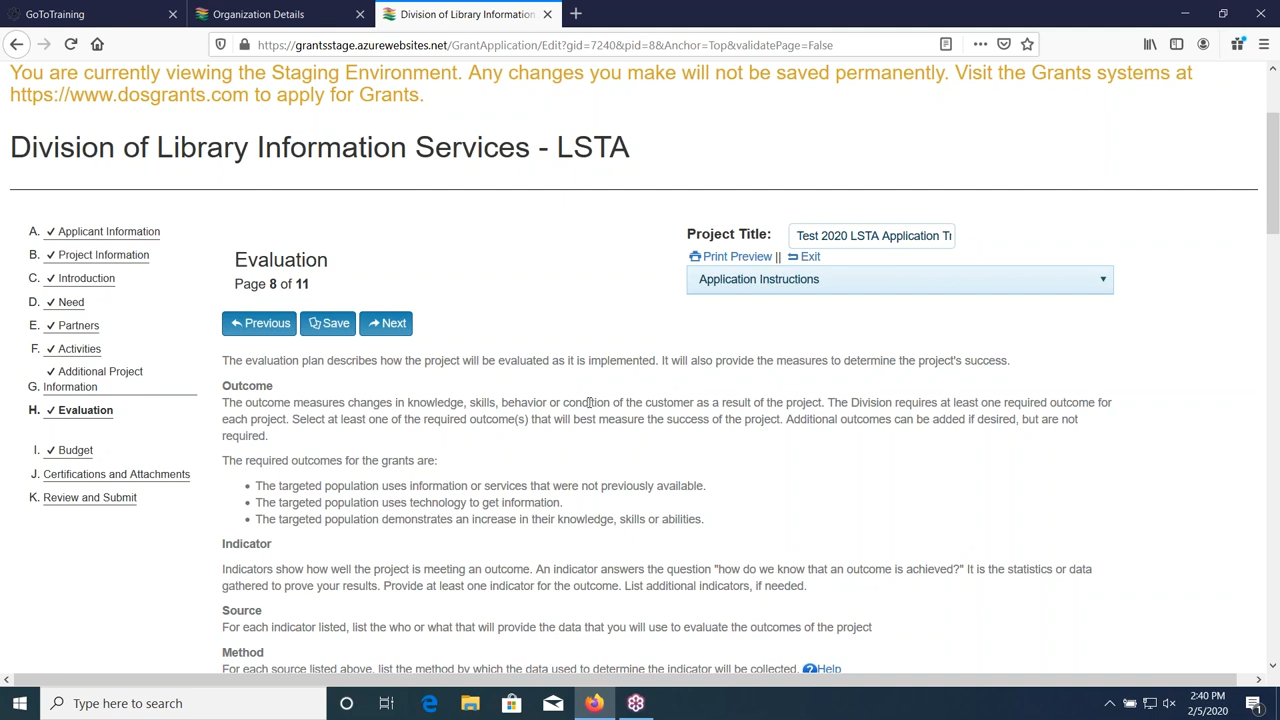 GoToTraining
Organization Details
Division of Library Information
https://grantsstage.azurewebsites.net/GrantApplication/Edit?gid=7240&pid=8&Anchor=Top&validatePage=False
You are currently viewing the Staging Environment. Any changes you make will not be saved permanently. Visit the Grants systems at
https://www.dosgrants.com to apply for Grants.
Division of Library Information Services - LSTA
A. ✓ Applicant Information
B. ✓ Project Information
C. ✓ Introduction
D. ✓ Need
E. ✓ Partners
F. ✓ Activities
✓ Additional Project
G. Information
H. ✓ Evaluation
I. ✓ Budget
J. Certifications and Attachments
K. Review and Submit
Evaluation
Page 8 of 11
Project Title: Test 2020 LSTA Application Tr
Print Preview || Exit
Application Instructions
Previous Save Next
The evaluation plan describes how the project will be evaluated as it is implemented. It will also provide the measures to determine the project's success.
Outcome
The outcome measures changes in knowledge, skills, behavior or condition of the customer as a result of the project. The Division requires at least one required outcome for
each project. Select at least one of the required outcome(s) that will best measure the success of the project. Additional outcomes can be added if desired, but are not
required.
The required outcomes for the grants are:
• The targeted population uses information or services that were not previously available.
• The targeted population uses technology to get information.
• The targeted population demonstrates an increase in their knowledge, skills or abilities.
Indicator
Indicators show how well the project is meeting an outcome. An indicator answers the question "how do we know that an outcome is achieved?" It is the statistics or data
gathered to prove your results. Provide at least one indicator for the outcome. List additional indicators, if needed.
Source
For each indicator listed, list the who or what that will provide the data that you will use to evaluate the outcomes of the project
Method
For each source listed above, list the method by which the data used to determine the indicator will be collected. Help
Type here to search
2:40 PM
2/5/2020
1